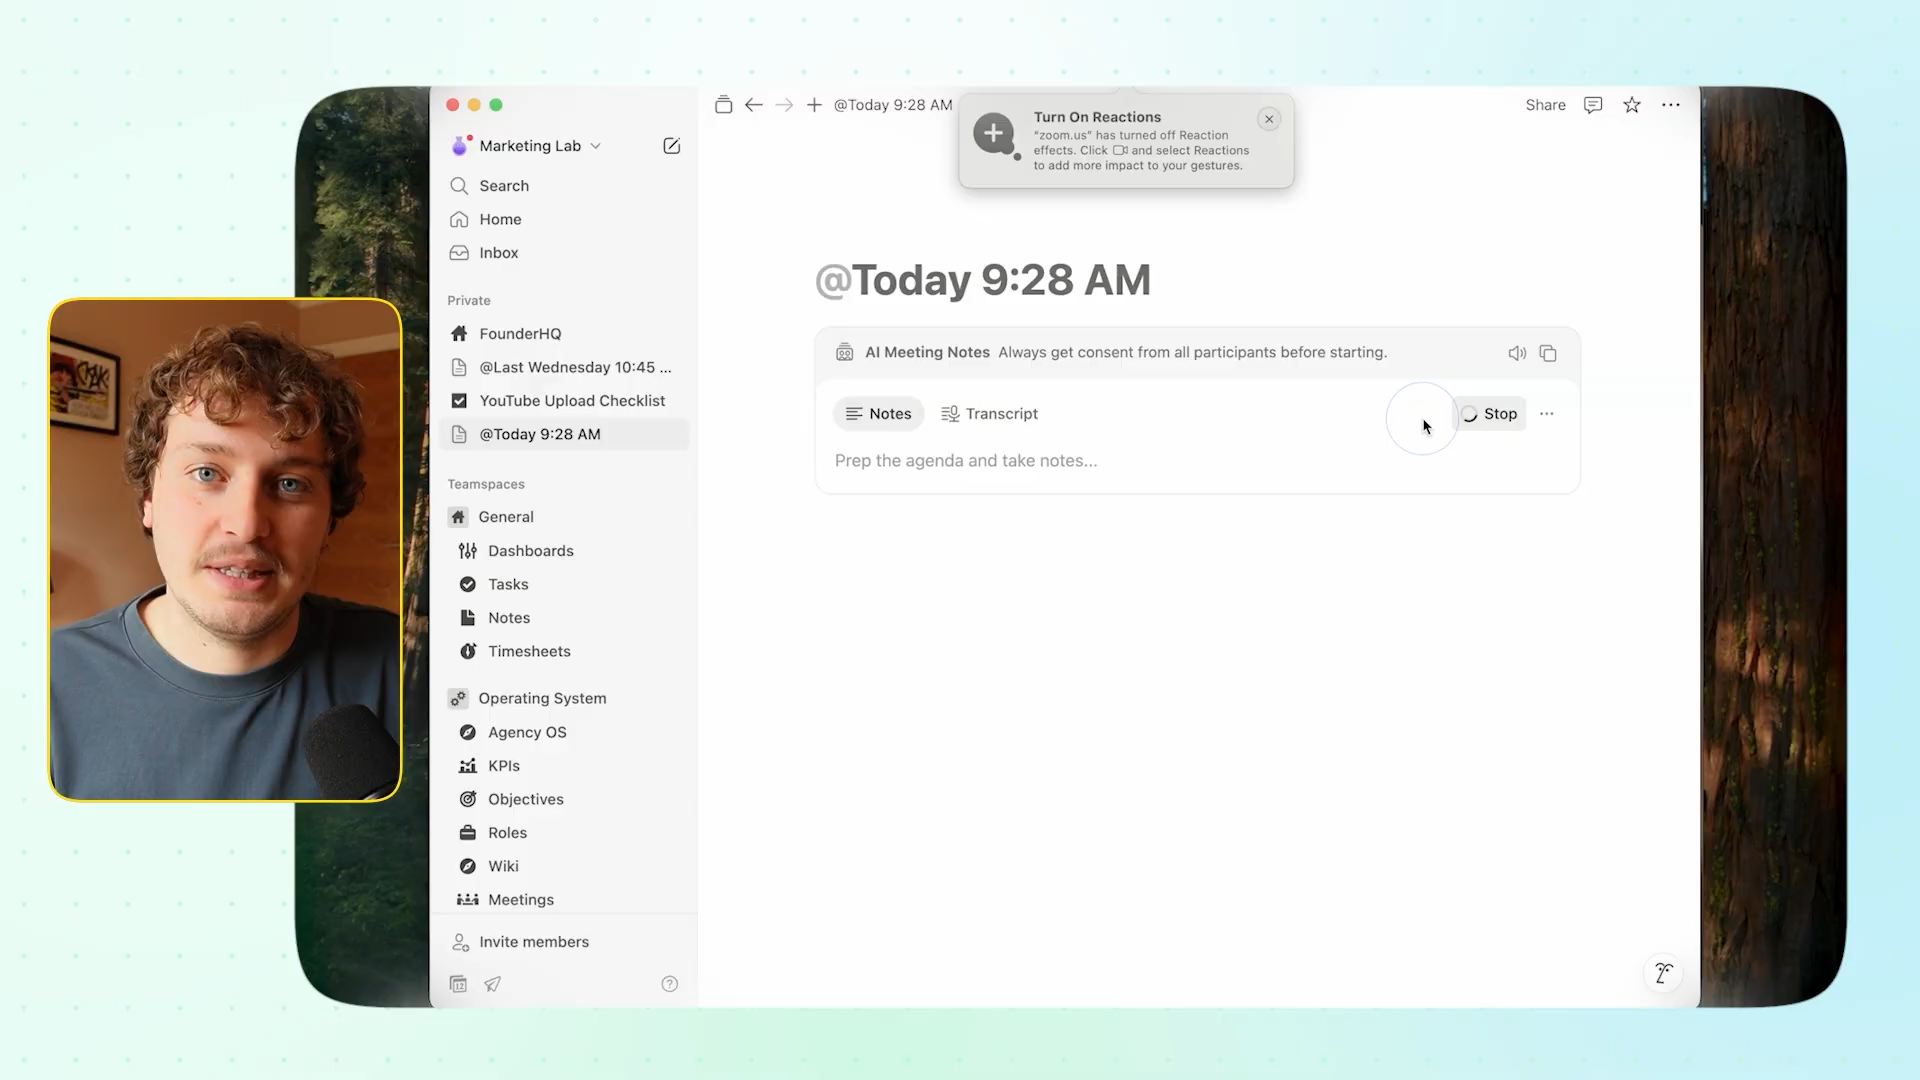 Marketing Lab
Search
Home
Inbox
Private
FounderHQ
@Last Wednesday 10:45 ...
YouTube Upload Checklist
@Today 9:28 AM
Teamspaces
General
Dashboards
Tasks
Notes
Timesheets
Operating System
Agency OS
KPIs
Objectives
Roles
Wiki
Meetings
Invite members
12
@Today 9:28 AM
Share
Turn On Reactions
"zoom.us" has turned off Reaction
effects. Click and select Reactions
to add more impact to your gestures.
@Today 9:28 AM
AI Meeting Notes Always get consent from all participants before starting.
Notes Transcript Stop
Prep the agenda and take notes...